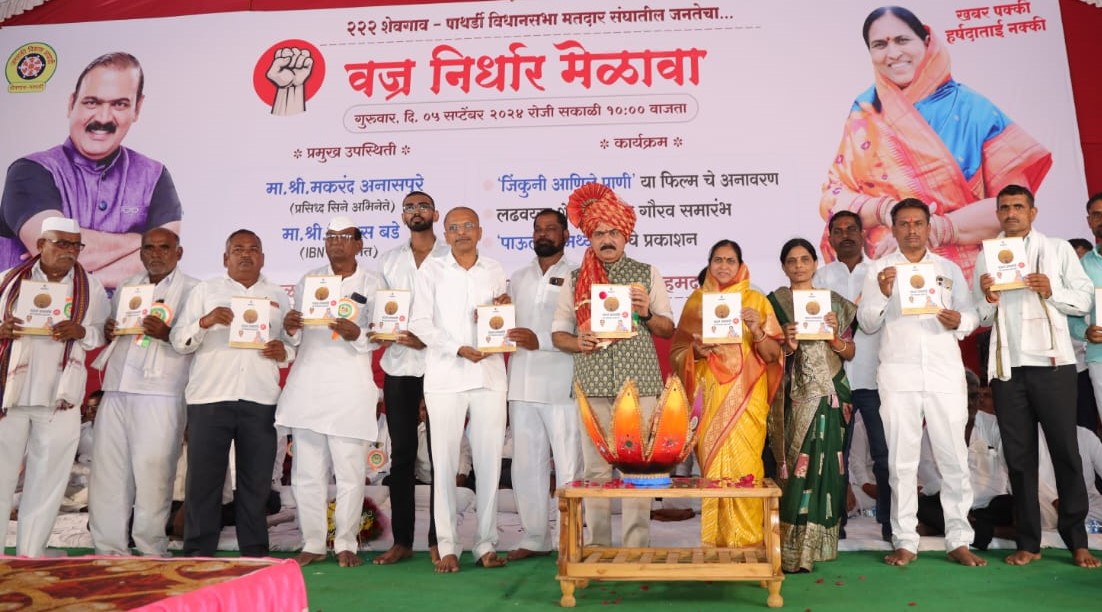 २२२ शेवगाव - पाथर्डी विधानसभा मतदार संघातील जनतेचा...
खबर पक्की
हर्षदाताई नक्की
वज्र निर्धार मेळावा
गुरुवार, दि. ०५ सप्टेंबर २०२४ रोजी सकाळी १०:०० वाजता
* प्रमुख उपस्थिती *
मा.श्री.मकरंद अनासपुरे
(प्रसिद्ध सिने अभिनेते)
मा.श्री. स बडे
(IBN त)
* कार्यक्रम *
'जिंकुनी आणिले पाणी' या फिल्म चे अनावरण
गौरव समारंभ
चे प्रकाशन
हमद